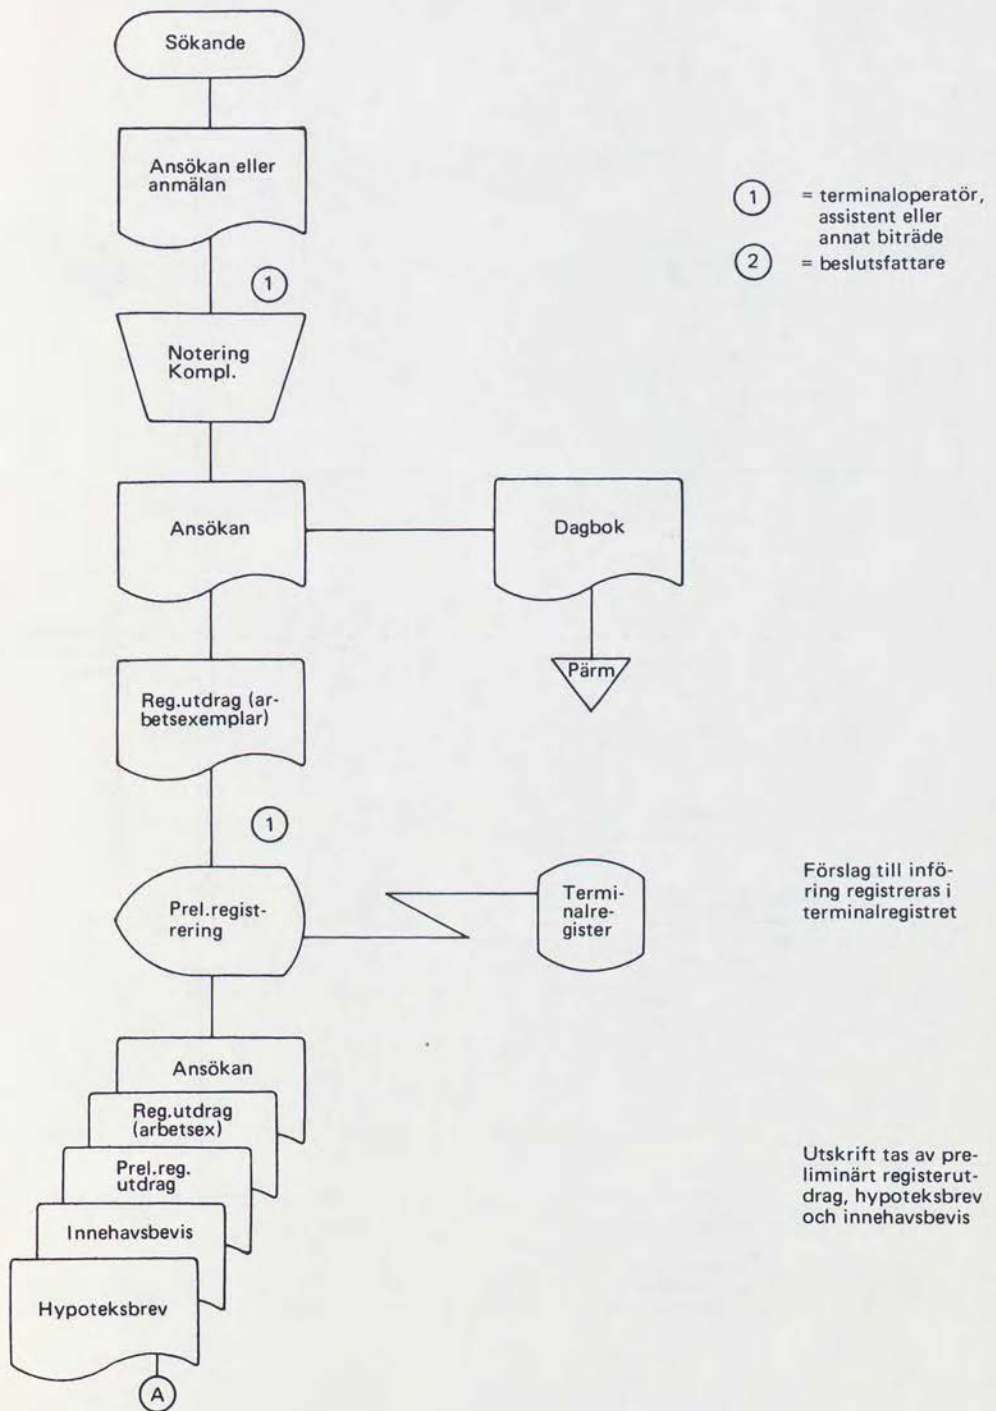 Sökande
Ansökan eller
anmälan
1
= terminaloperatör,
assistent eller
annat biträde
2
= beslutsfattare
1
Notering
Kompl.
Ansökan
Dagbok
Pärm
Reg.utdrag (ar-
betsexemplar)
1
Prel.regist-
rering
Termi-
nalre-
gister
Förslag till infö-
ring registreras i
terminalregistret
Ansökan
Reg.utdrag
(arbetsex)
Prel.reg.
utdrag
Innehavsbevis
Hypoteksbrev
Utskrift tas av pre-
liminärt registerut-
drag, hypoteksbrev
och innehavsbevis
A